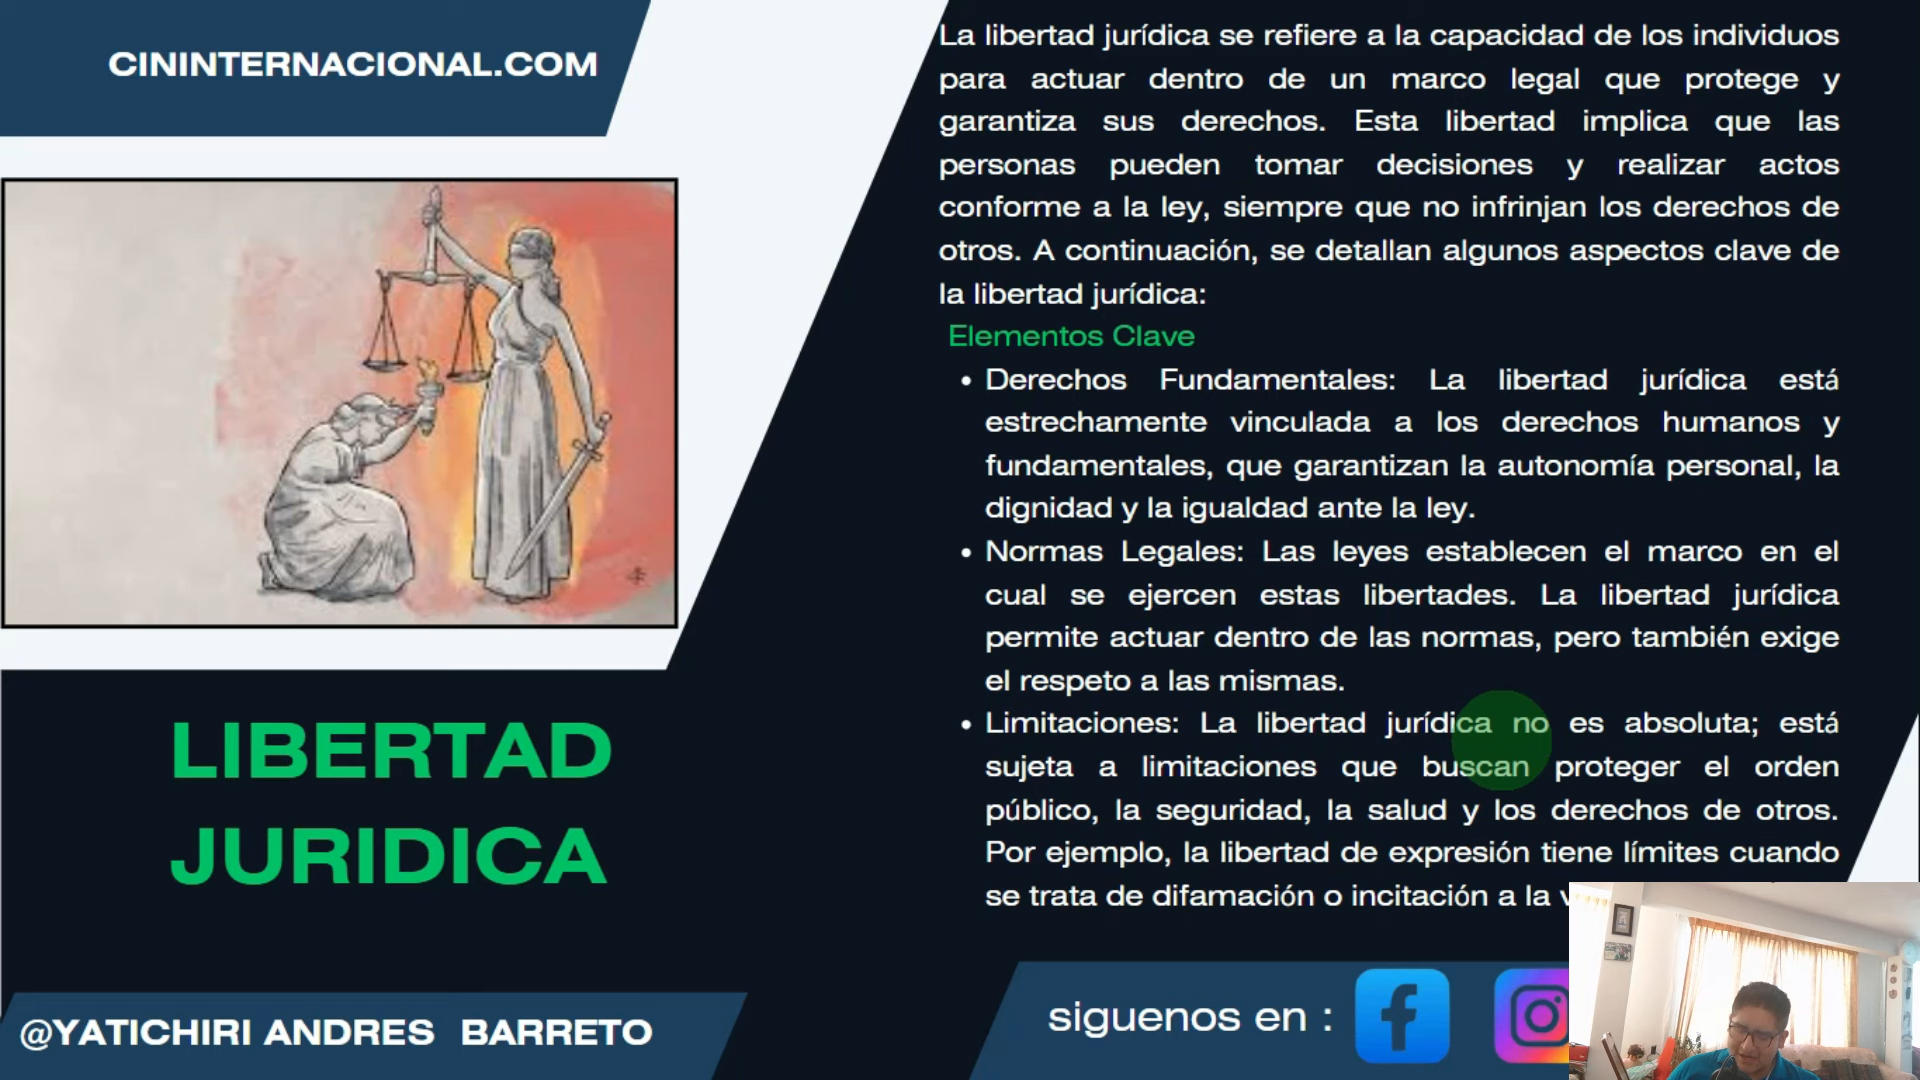 CININTERNACIONAL.COM
LIBERTAD
JURIDICA
@YATICHIRI ANDRES BARRETO
La libertad jurídica se refiere a la capacidad de los individuos
para actuar dentro de un marco legal que protege y
garantiza sus derechos. Esta libertad implica que las
personas pueden tomar decisiones y realizar actos
conforme a la ley, siempre que no infrinjan los derechos de
otros. A continuación, se detallan algunos aspectos clave de
la libertad jurídica:
Elementos Clave
• Derechos Fundamentales: La libertad jurídica está
estrechamente vinculada a los derechos humanos y
fundamentales, que garantizan la autonomía personal, la
dignidad y la igualdad ante la ley.
• Normas Legales: Las leyes establecen el marco en el
cual se ejercen estas libertades. La libertad jurídica
permite actuar dentro de las normas, pero también exige
el respeto a las mismas.
• Limitaciones: La libertad jurídica no es absoluta; está
sujeta a limitaciones que buscan proteger el orden
público, la seguridad, la salud y los derechos de otros.
Por ejemplo, la libertad de expresión tiene límites cuando
se trata de difamación o incitación a la
siguenos en :